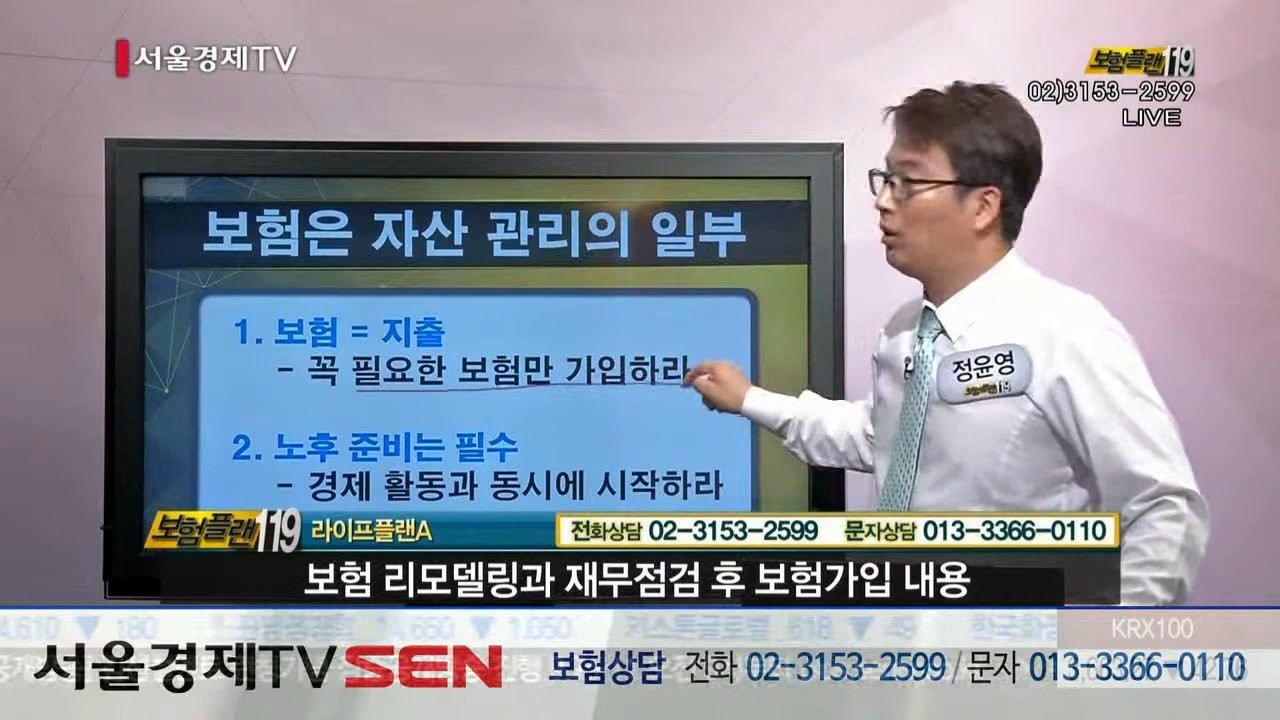 서울경제TV
보험플랜119
02)3153-2599
LIVE
보험은 자산 관리의 일부
1. 보험 = 지출
- 꼭 필요한 보험만 가입하라
2. 노후 준비는 필수
- 경제 활동과 동시에 시작하라
정윤영
보험플랜119
보험플랜119 라이프플랜A 전화상담 02-3153-2599 문자상담 013-3366-0110
보험 리모델링과 재무점검 후 보험가입 내용
KRX100
서울경제TV SEN 보험상담 전화 02-3153-2599 / 문자 013-3366-0110